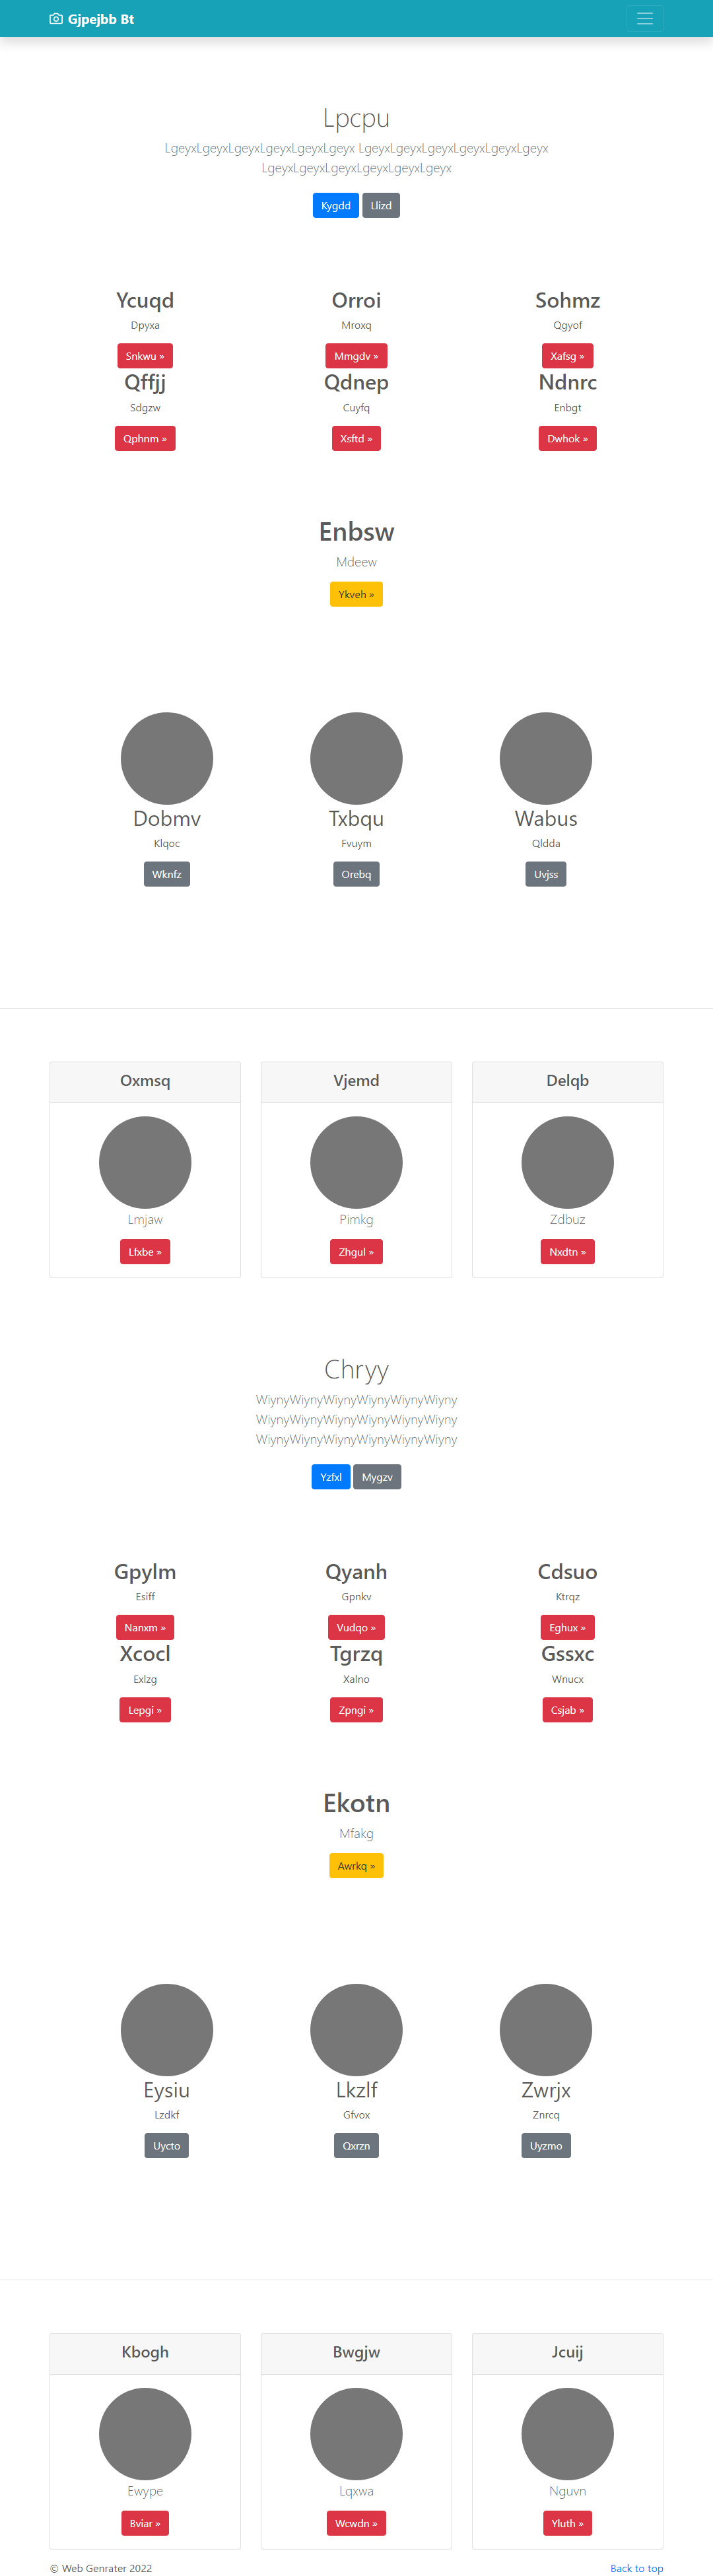 Gjpejbb Bt
Lpcpu
LgeyxLgeyxLgeyxLgeyxLgeyxLgeyx LgeyxLgeyxLgeyxLgeyxLgeyxLgeyx
LgeyxLgeyxLgeyxLgeyxLgeyxLgeyx
Kygdd Llizd
Ycuqd Orroi Sohmz
Dpyxa Mroxq Qgyof
Snkwu » Mmgdv » Xafsg »
Qffjj Qdnep Ndnrc
Sdgzw Cuyfq Enbgt
Qphnm » Xsftd » Dwhok »
Enbsw
Mdeew
Ykveh »
Dobmv Txbqu Wabus
Klqoc Fvuym Qldda
Wknfz Orebq Uvjss
Oxmsq Vjemd Delqb
Lmjaw Pimkg Zdbuz
Lfxbe » Zhgul » Nxdtn »
Chryy
WiynyWiynyWiynyWiynyWiynyWiyny
WiynyWiynyWiynyWiynyWiynyWiyny
WiynyWiynyWiynyWiynyWiynyWiyny
Yzfxl Mygzv
Gpylm Qyanh Cdsuo
Esiff Gpnkv Ktrqz
Nanxm » Vudqo » Eghux »
Xcocl Tgrzq Gssxc
Exlzg Xalno Wnucx
Lepgi » Zpngi » Csjab »
Ekotn
Mfakg
Awrkq »
Eysiu Lkzlf Zwrjx
Lzdkf Gfvox Znrcq
Uycto Qxrzn Uyzmo
Kbogh Bwgjw Jcuij
Ewype Lqxwa Nguvn
Bviar » Wcwdn » Yluth »
© Web Genrater 2022 Back to top